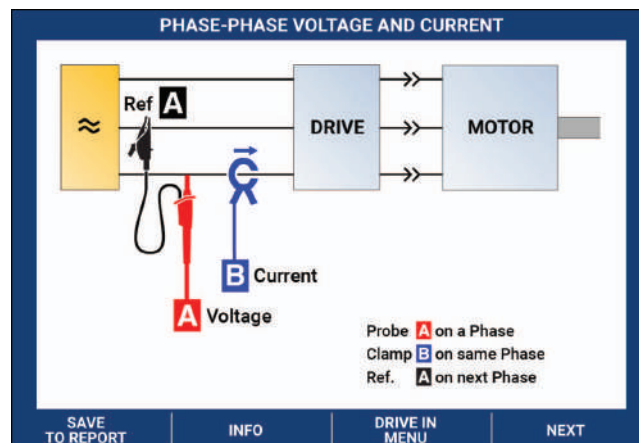 PHASE-PHASE VOLTAGE AND CURRENT
Ref A
≈
DRIVE
MOTOR
B Current
A Voltage
Probe A on a Phase
Clamp B on same Phase
Ref. A on next Phase
SAVE
TO REPORT
INFO
DRIVE IN
MENU
NEXT